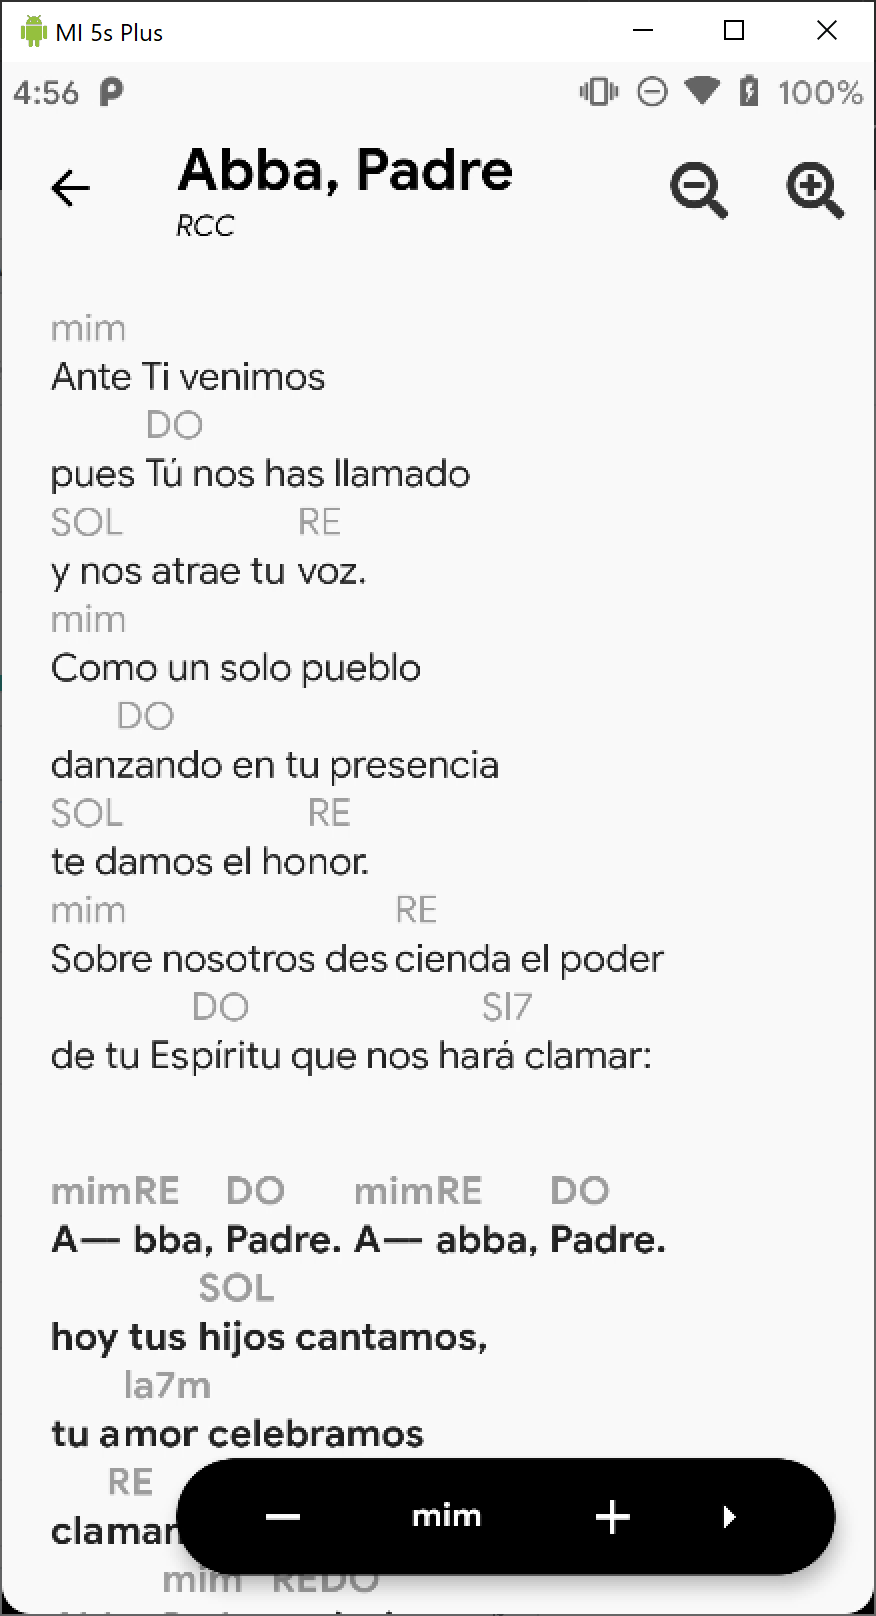 MI 5s Plus
4:56 100%
Abba, Padre
RCC
mim
Ante Ti venimos
DO
pues Tú nos has llamado
SOL RE
y nos atrae tu voz.
mim
Como un solo pueblo
DO
danzando en tu presencia
SOL RE
te damos el honor.
mim RE
Sobre nosotros des cienda el poder
DO SI7
de tu Espíritu que nos hará clamar:
mimRE DO mimRE DO
A— bba, Padre. A— abba, Padre.
SOL
hoy tus hijos cantamos,
la7m
tu amor celebramos
RE
− mim +
mim REDO